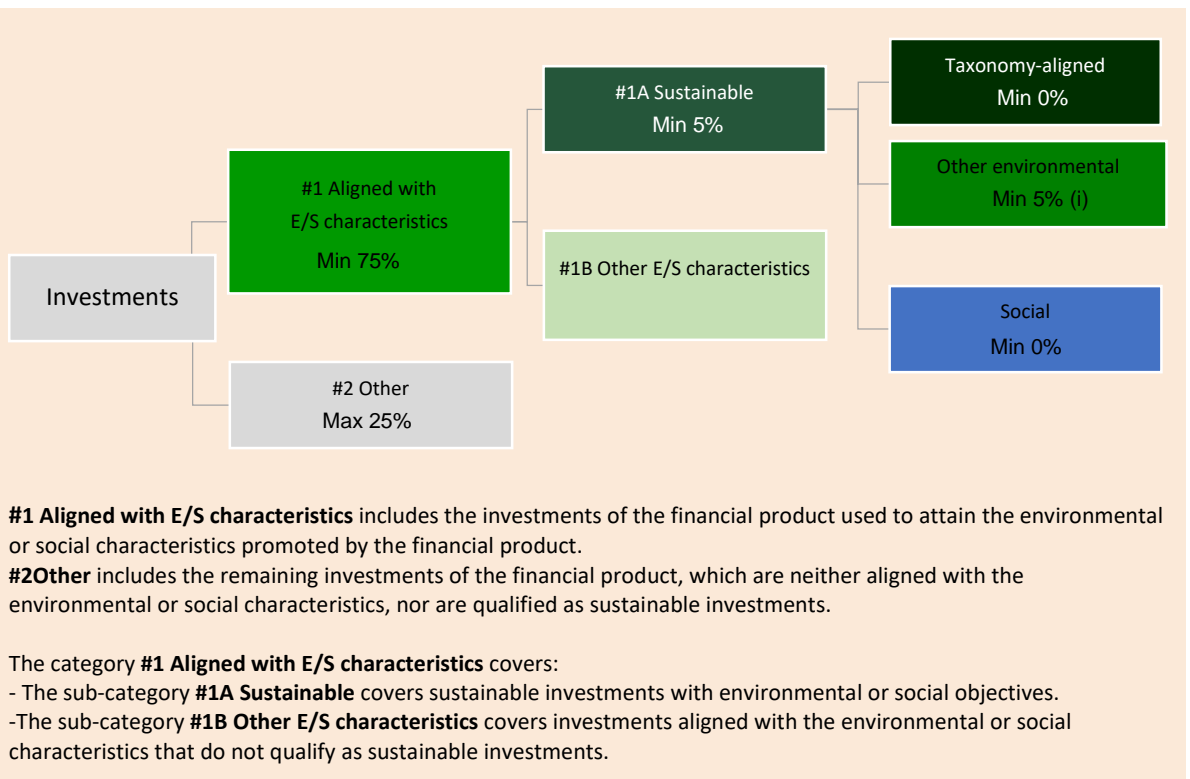 Investments
#1 Aligned with
E/S characteristics
Min 75%
#2 Other
Max 25%
#1A Sustainable
Min 5%
#1B Other E/S characteristics
Taxonomy-aligned
Min 0%
Other environmental
Min 5% (i)
Social
Min 0%
#1 Aligned with E/S characteristics includes the investments of the financial product used to attain the environmental
or social characteristics promoted by the financial product.
#2Other includes the remaining investments of the financial product, which are neither aligned with the
environmental or social characteristics, nor are qualified as sustainable investments.
The category #1 Aligned with E/S characteristics covers:
- The sub-category #1A Sustainable covers sustainable investments with environmental or social objectives.
-The sub-category #1B Other E/S characteristics covers investments aligned with the environmental or social
characteristics that do not qualify as sustainable investments.